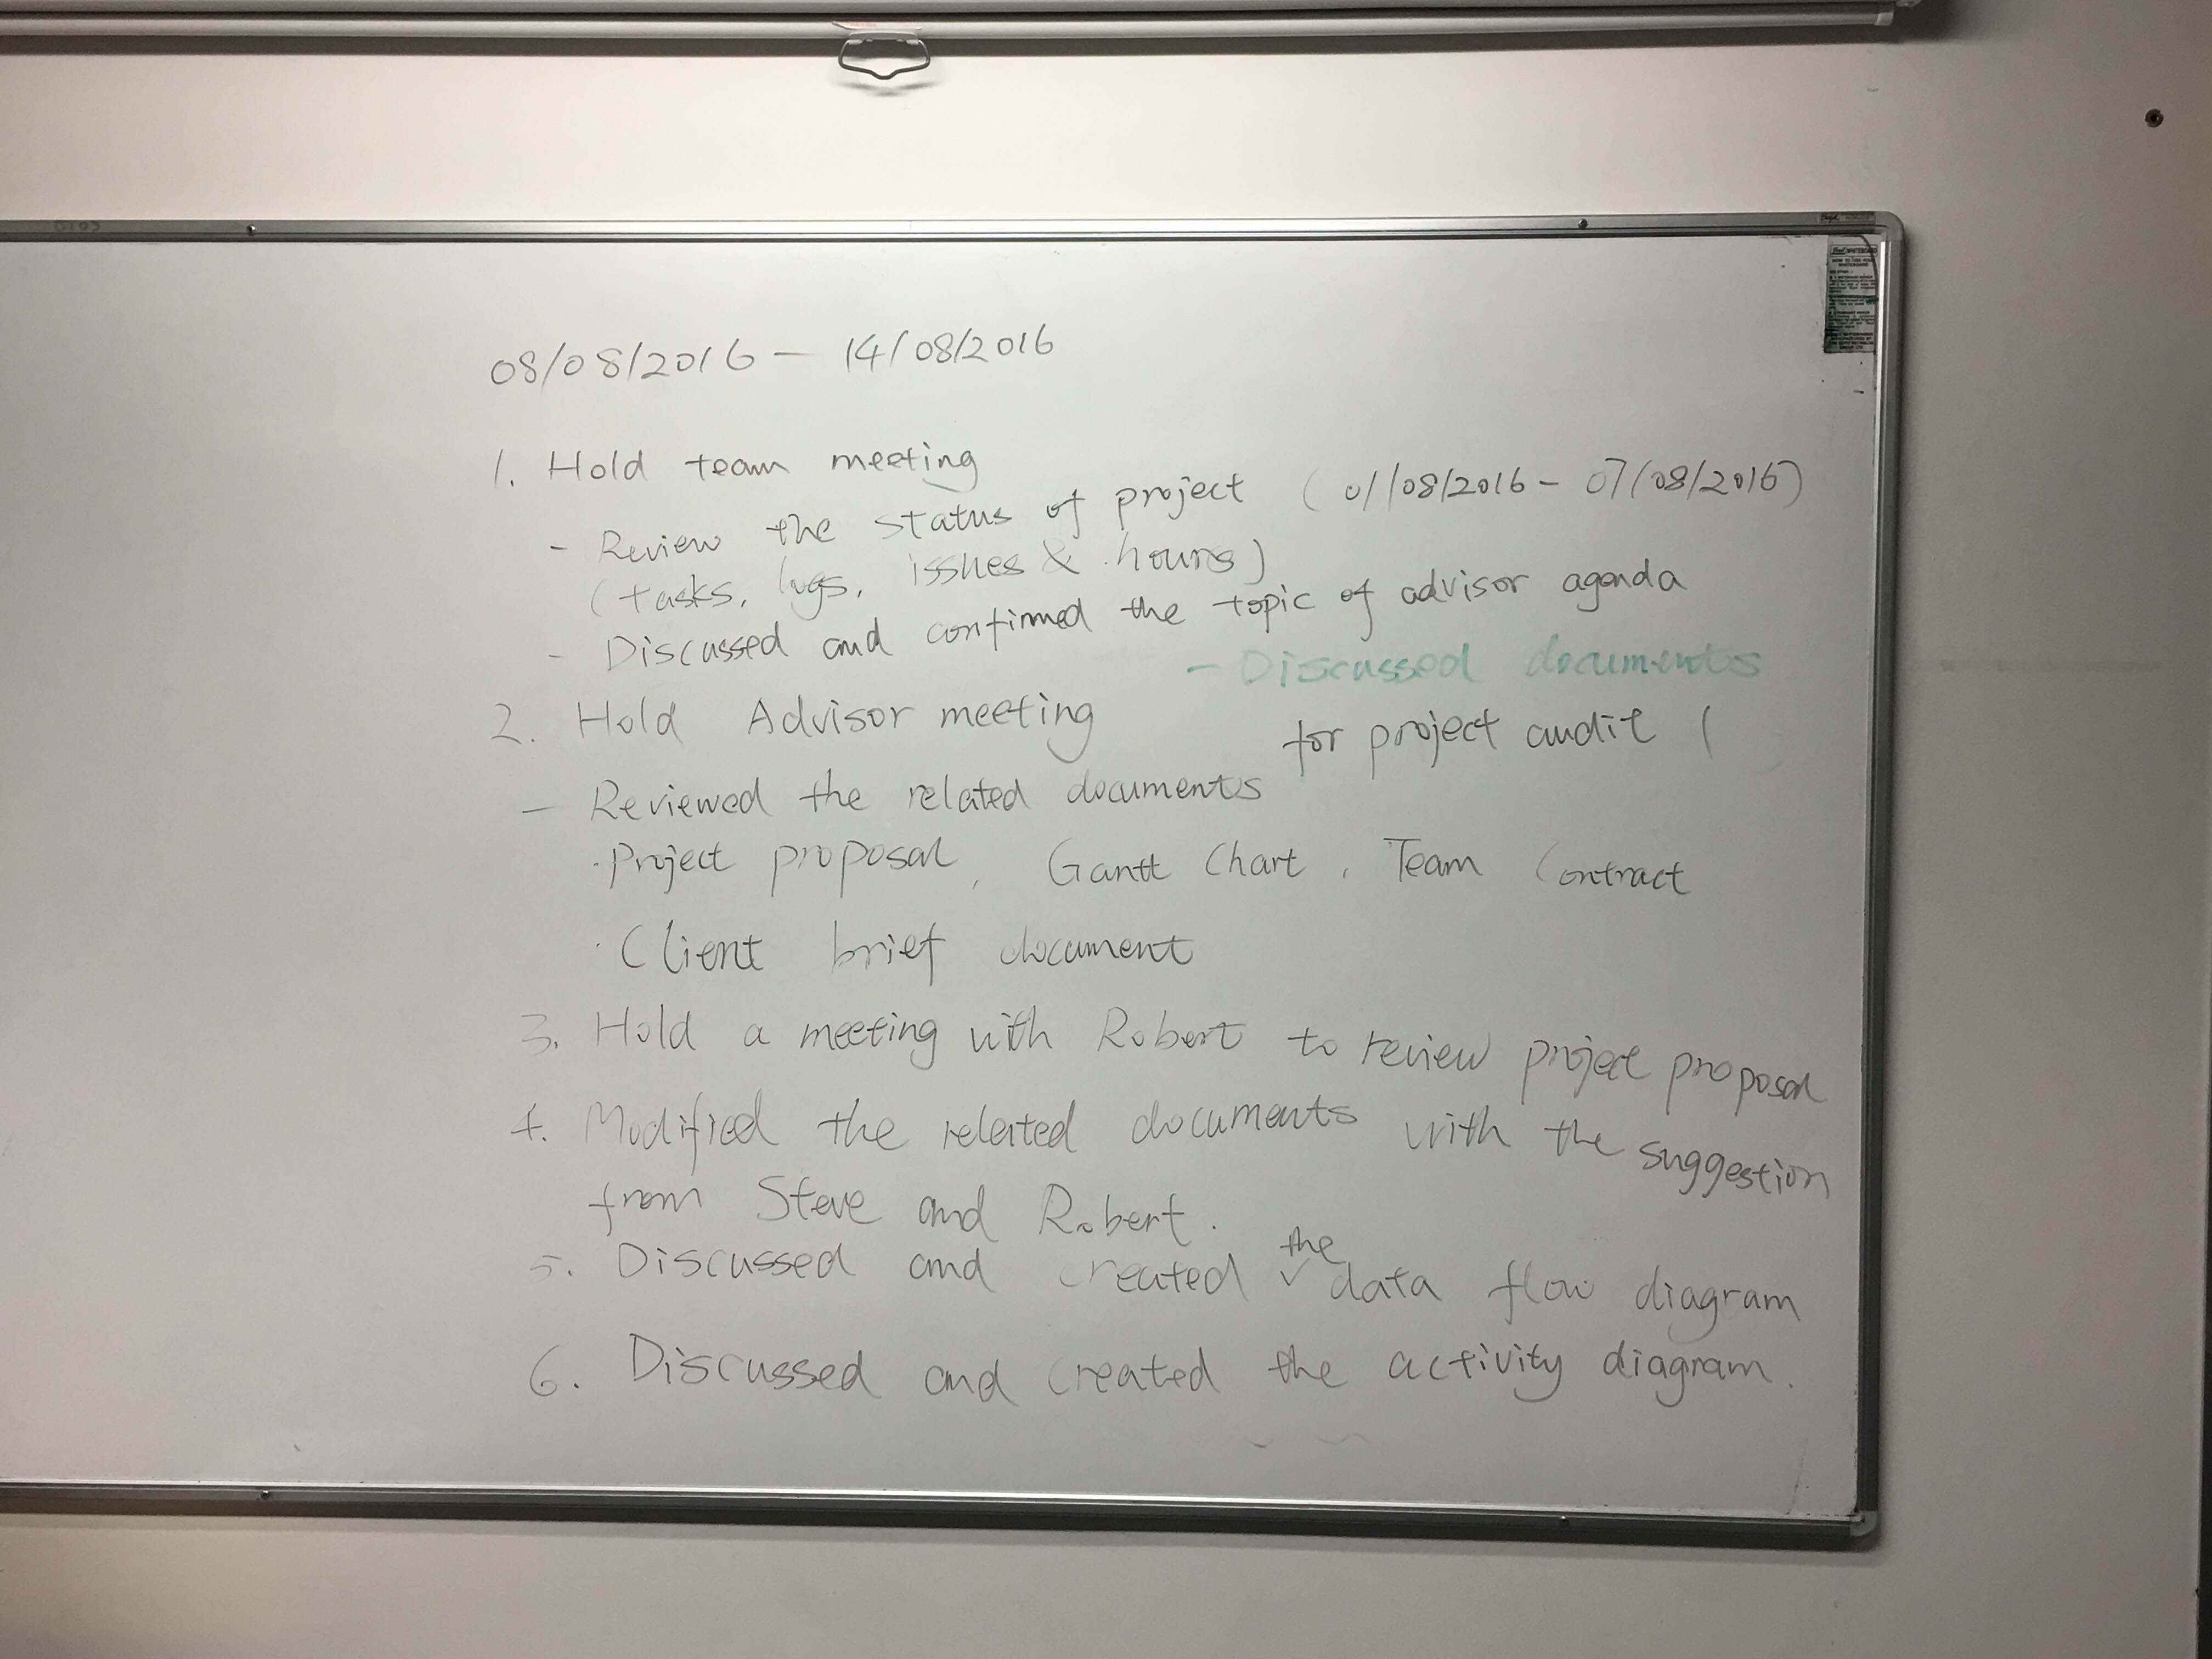 08/08/2016 — 14/08/2016
1. Hold team meeting
- Review the status of project (01/08/2016 - 07/08/2016)
(tasks, logs, issues & hours)
- Discussed and confirmed the topic of advisor agenda
- Discussed documents
2. Hold Advisor meeting
for project audit (
- Reviewed the related documents
· Project proposal, Gantt Chart, Team Contract
· Client brief document
3. Hold a meeting with Robert to review project proposal
4. Modified the related documents with the suggestion
from Steve and Robert.
the
5. Discussed and created ✓ data flow diagram
6. Discussed and created the activity diagram.